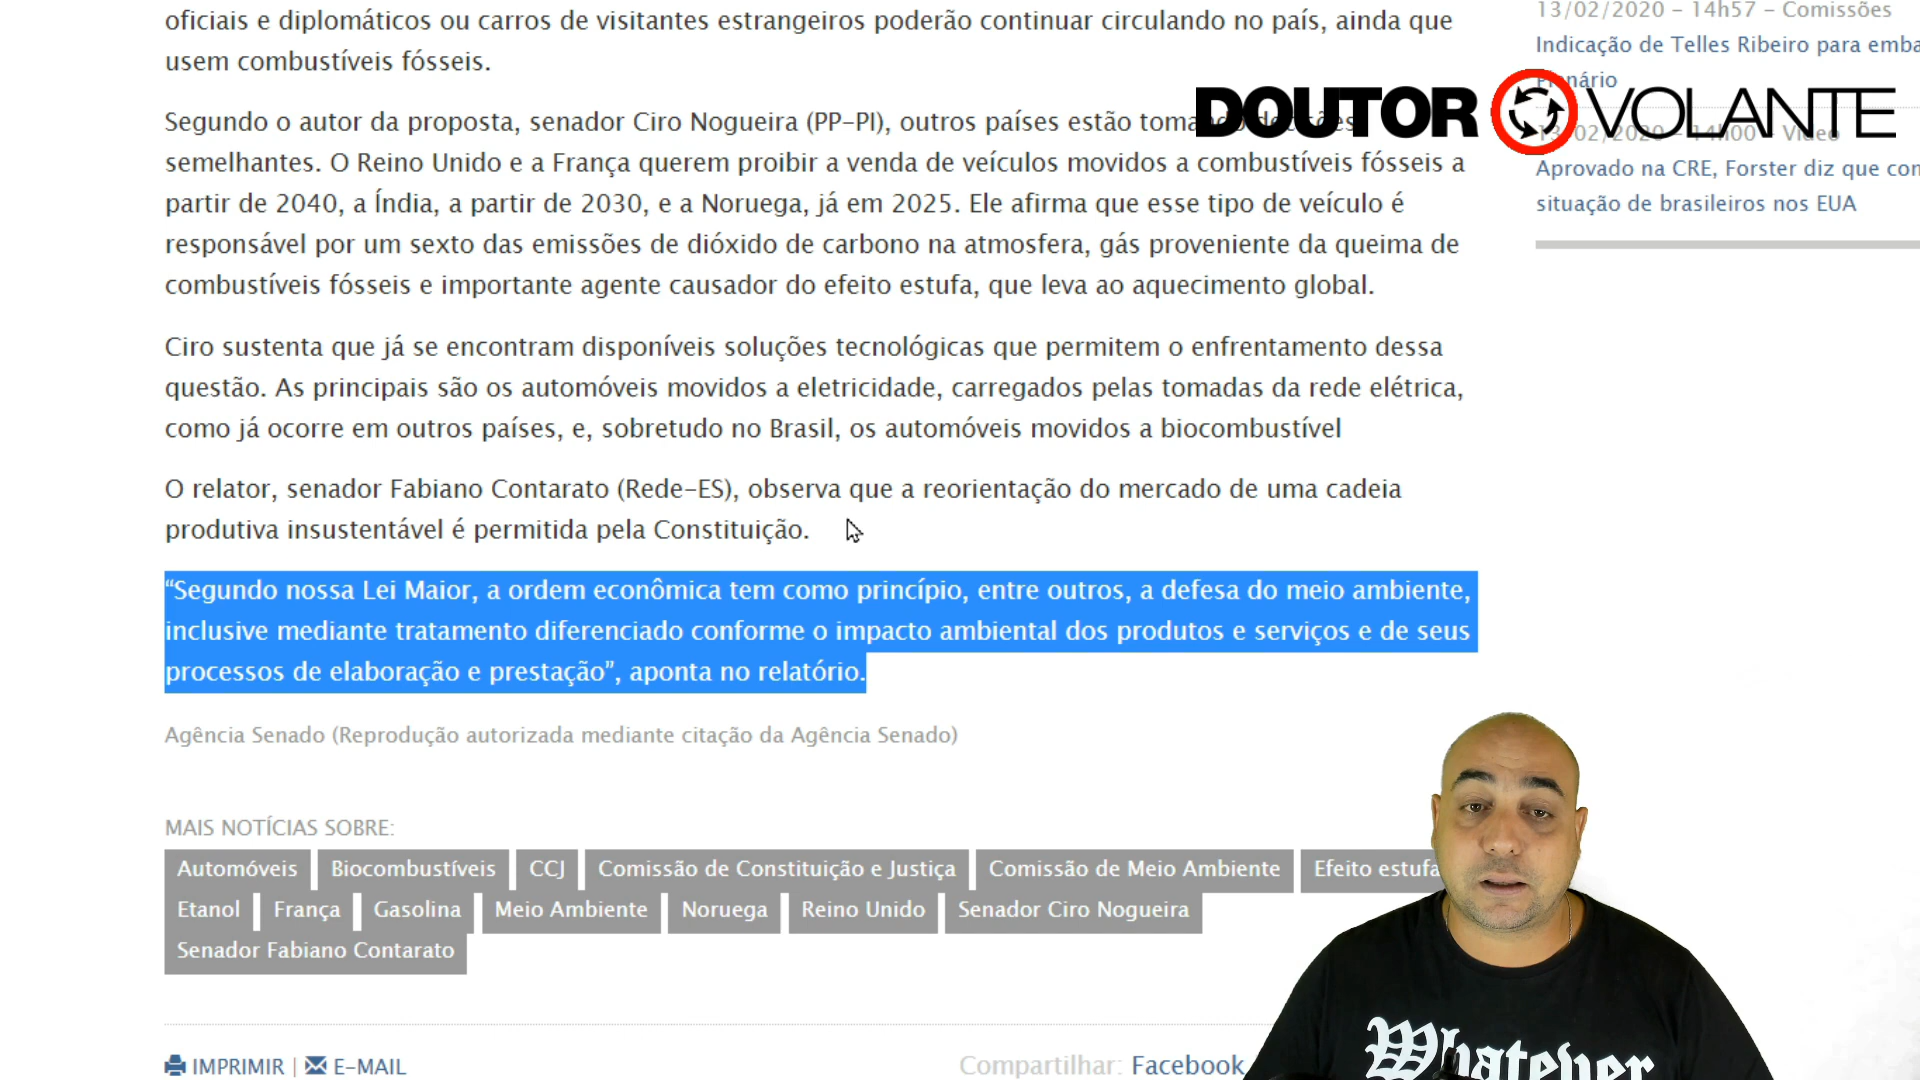 oficiais e diplomáticos ou carros de visitantes estrangeiros poderão continuar circulando no país, ainda que
usem combustíveis fósseis.
Segundo o autor da proposta, senador Ciro Nogueira (PP-PI), outros países estão tomando decisões
semelhantes. O Reino Unido e a França querem proibir a venda de veículos movidos a combustíveis fósseis a
partir de 2040, a Índia, a partir de 2030, e a Noruega, já em 2025. Ele afirma que esse tipo de veículo é
responsável por um sexto das emissões de dióxido de carbono na atmosfera, gás proveniente da queima de
combustíveis fósseis e importante agente causador do efeito estufa, que leva ao aquecimento global.
Ciro sustenta que já se encontram disponíveis soluções tecnológicas que permitem o enfrentamento dessa
questão. As principais são os automóveis movidos a eletricidade, carregados pelas tomadas da rede elétrica,
como já ocorre em outros países, e, sobretudo no Brasil, os automóveis movidos a biocombustível
O relator, senador Fabiano Contarato (Rede-ES), observa que a reorientação do mercado de uma cadeia
produtiva insustentável é permitida pela Constituição.
“Segundo nossa Lei Maior, a ordem econômica tem como princípio, entre outros, a defesa do meio ambiente,
inclusive mediante tratamento diferenciado conforme o impacto ambiental dos produtos e serviços e de seus
processos de elaboração e prestação”, aponta no relatório.
Agência Senado (Reprodução autorizada mediante citação da Agência Senado)
MAIS NOTÍCIAS SOBRE:
Automóveis Biocombustíveis CCJ Comissão de Constituição e Justiça Comissão de Meio Ambiente Efeito estufa
Etanol França Gasolina Meio Ambiente Noruega Reino Unido Senador Ciro Nogueira
Senador Fabiano Contarato
IMPRIMIR | E-MAIL
Compartilhar: Facebook
13/02/2020 - 14h57 - Comissões
Indicação de Telles Ribeiro para emba
Plenário
DOUTOR VOLANTE
13/02/2020 - 14h00 - Vídeo
Aprovado na CRE, Forster diz que con
situação de brasileiros nos EUA
Whatever